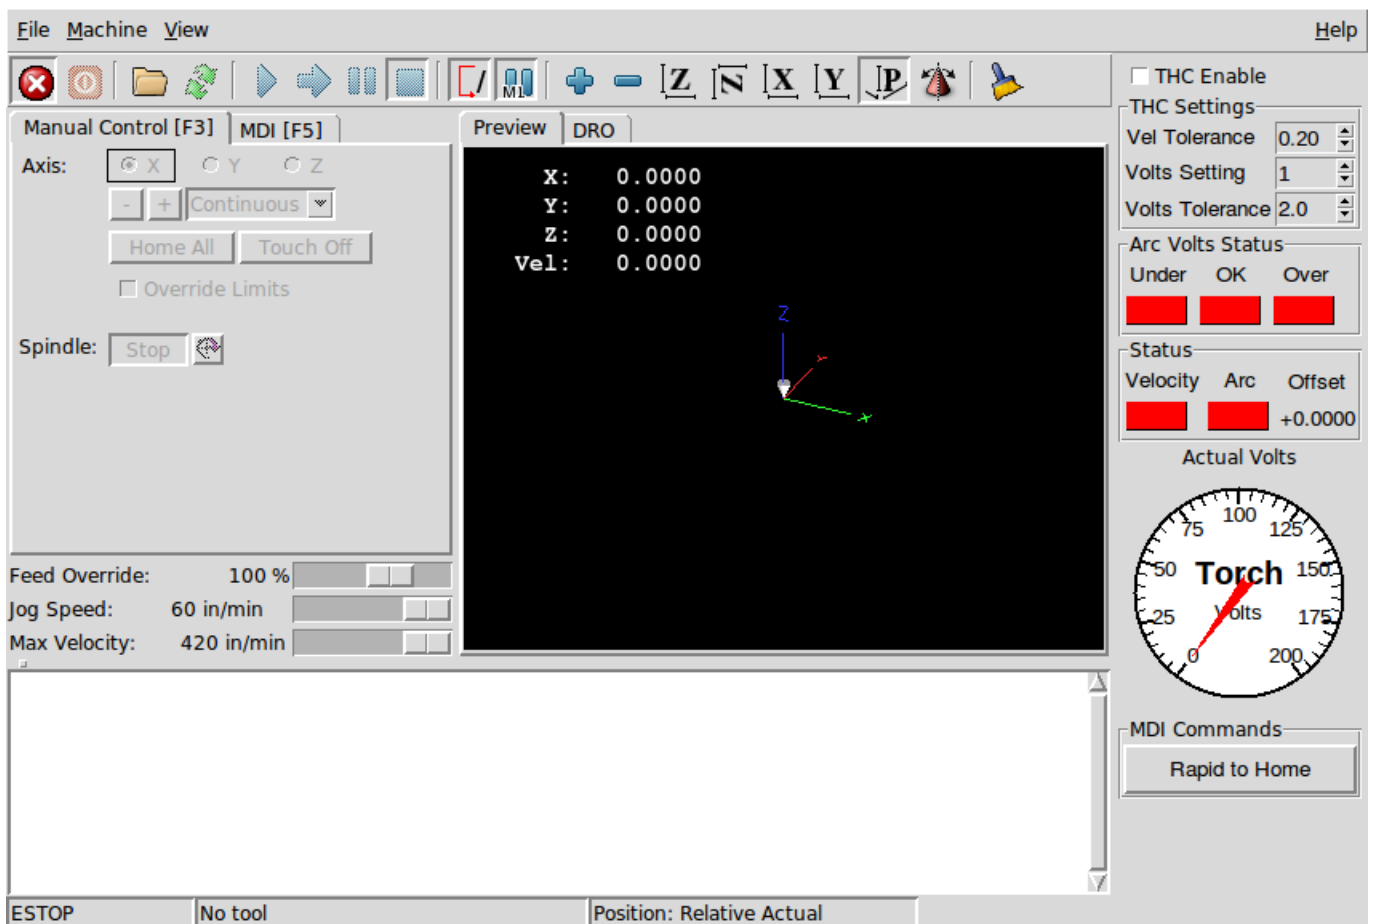 File Machine View Help
M1 Z N X Y P
THC Enable
THC Settings
Vel Tolerance 0.20
Volts Setting 1
Volts Tolerance 2.0
Arc Volts Status
Under OK Over
Status
Velocity Arc Offset
+0.0000
Actual Volts
Manual Control [F3] MDI [F5]
Axis: X Y Z
- + Continuous
Home All Touch Off
Override Limits
Spindle: Stop
Feed Override: 100 %
Jog Speed: 60 in/min
Max Velocity: 420 in/min
Preview DRO
X: 0.0000
Y: 0.0000
Z: 0.0000
Vel: 0.0000
Z
Y
X
0 25 50 75 100 125 150 175 200
Torch
Volts
MDI Commands
Rapid to Home
ESTOP No tool Position: Relative Actual